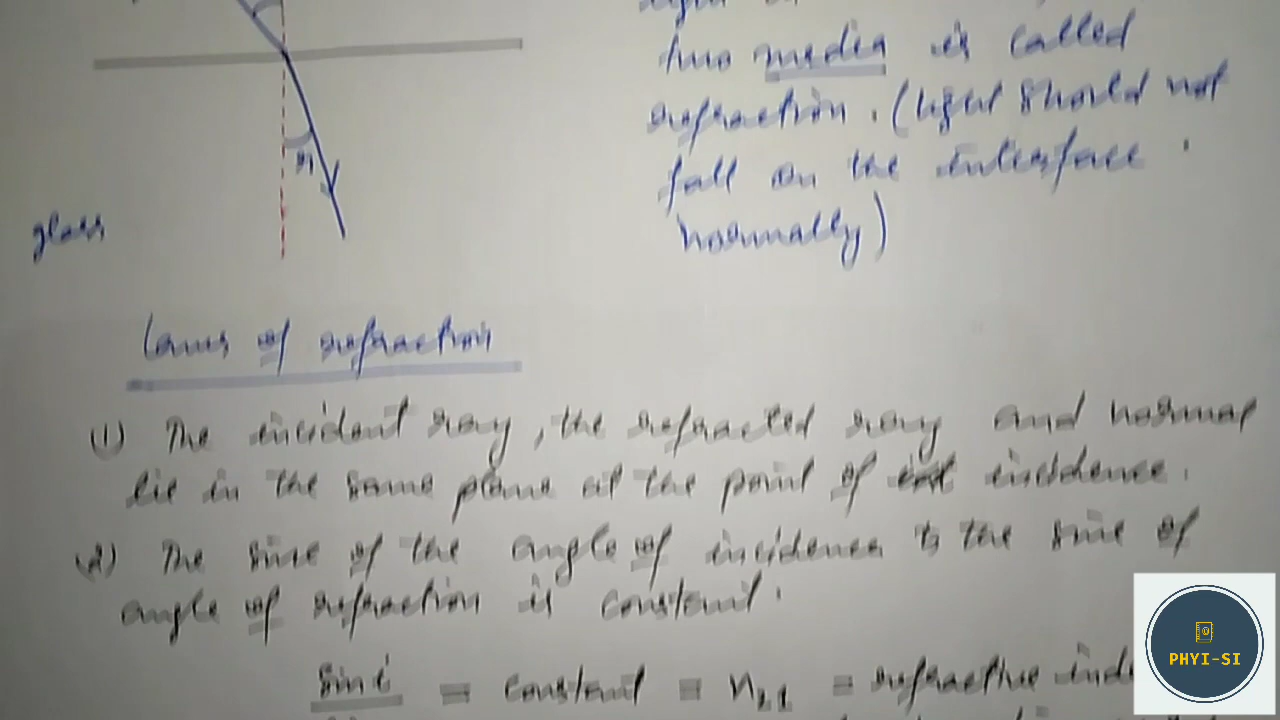 two media is called
refraction. (light should not
fall on the interface
normally)
r
glass
laws of refraction
(1) The incident ray, the refracted ray and normal
lie in the same plane at the point of incidence.
(2) The sine of the angle of incidence to the sine of
angle of refraction is constant.
sin i = constant = n21 = refractive
PHYI-SI